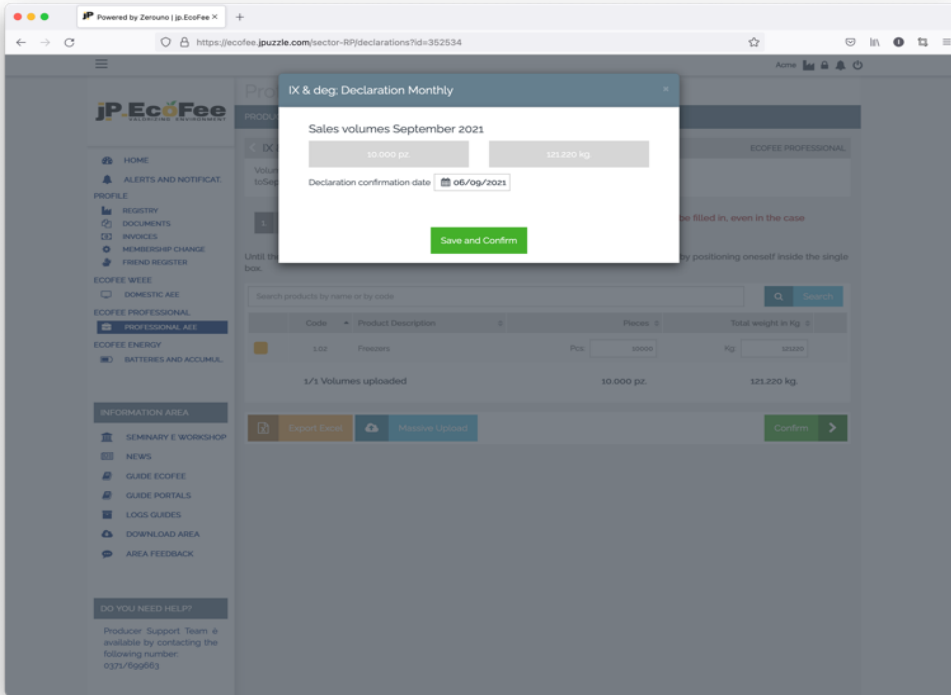 Powered by Zerouno | jp.EcoFee ×
https://ecofee.jpuzzle.com/sector-RP/declarations?id=352534
Acme
jP.EcoFee
VALORIZING ENVIRONMENT
HOME
ALERTS AND NOTIFICAT.
PROFILE
REGISTRY
DOCUMENTS
INVOICES
MEMBERSHIP CHANGE
FRIEND REGISTER
ECOFEE WEEE
DOMESTIC AEE
ECOFEE PROFESSIONAL
PROFESSIONAL AEE
ECOFEE ENERGY
BATTERIES AND ACCUMUL.
INFORMATION AREA
SEMINARY E WORKSHOP
NEWS
GUIDE ECOFEE
GUIDE PORTALS
LOGS GUIDES
DOWNLOAD AREA
AREA FEEDBACK
DO YOU NEED HELP?
Producer Support Team è
available by contacting the
following number:
0371/699663
IX & deg; Declaration Monthly ×
Sales volumes September 2021
10.000 pz. 121.220 kg.
Declaration confirmation date 06/09/2021
Save and Confirm
ECOFEE PROFESSIONAL
be filled in, even in the case
Until the by positioning oneself inside the single
box.
Search products by name or by code Search
Code Product Description Pieces Total weight in Kg
1.02 Freezers Pcs: 10000 Kg: 121220
1/1 Volumes uploaded 10.000 pz. 121.220 kg.
Export Excel Massive Upload Confirm